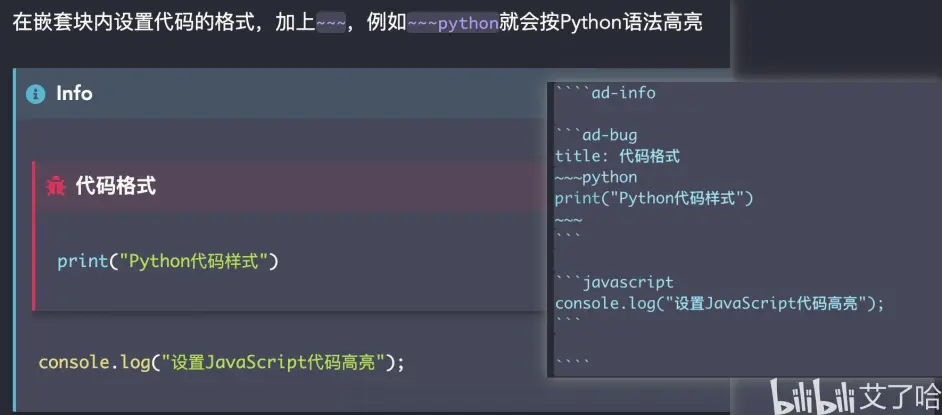 在嵌套块内设置代码的格式，加上~~~，例如~~~python就会按Python语法高亮
Info
代码格式
print("Python代码样式")
console.log("设置JavaScript代码高亮");
````ad-info
```ad-bug
title: 代码格式
~~~python
print("Python代码样式")
~~~
```
```javascript
console.log("设置JavaScript代码高亮");
```
````
bilibili 艾了哈